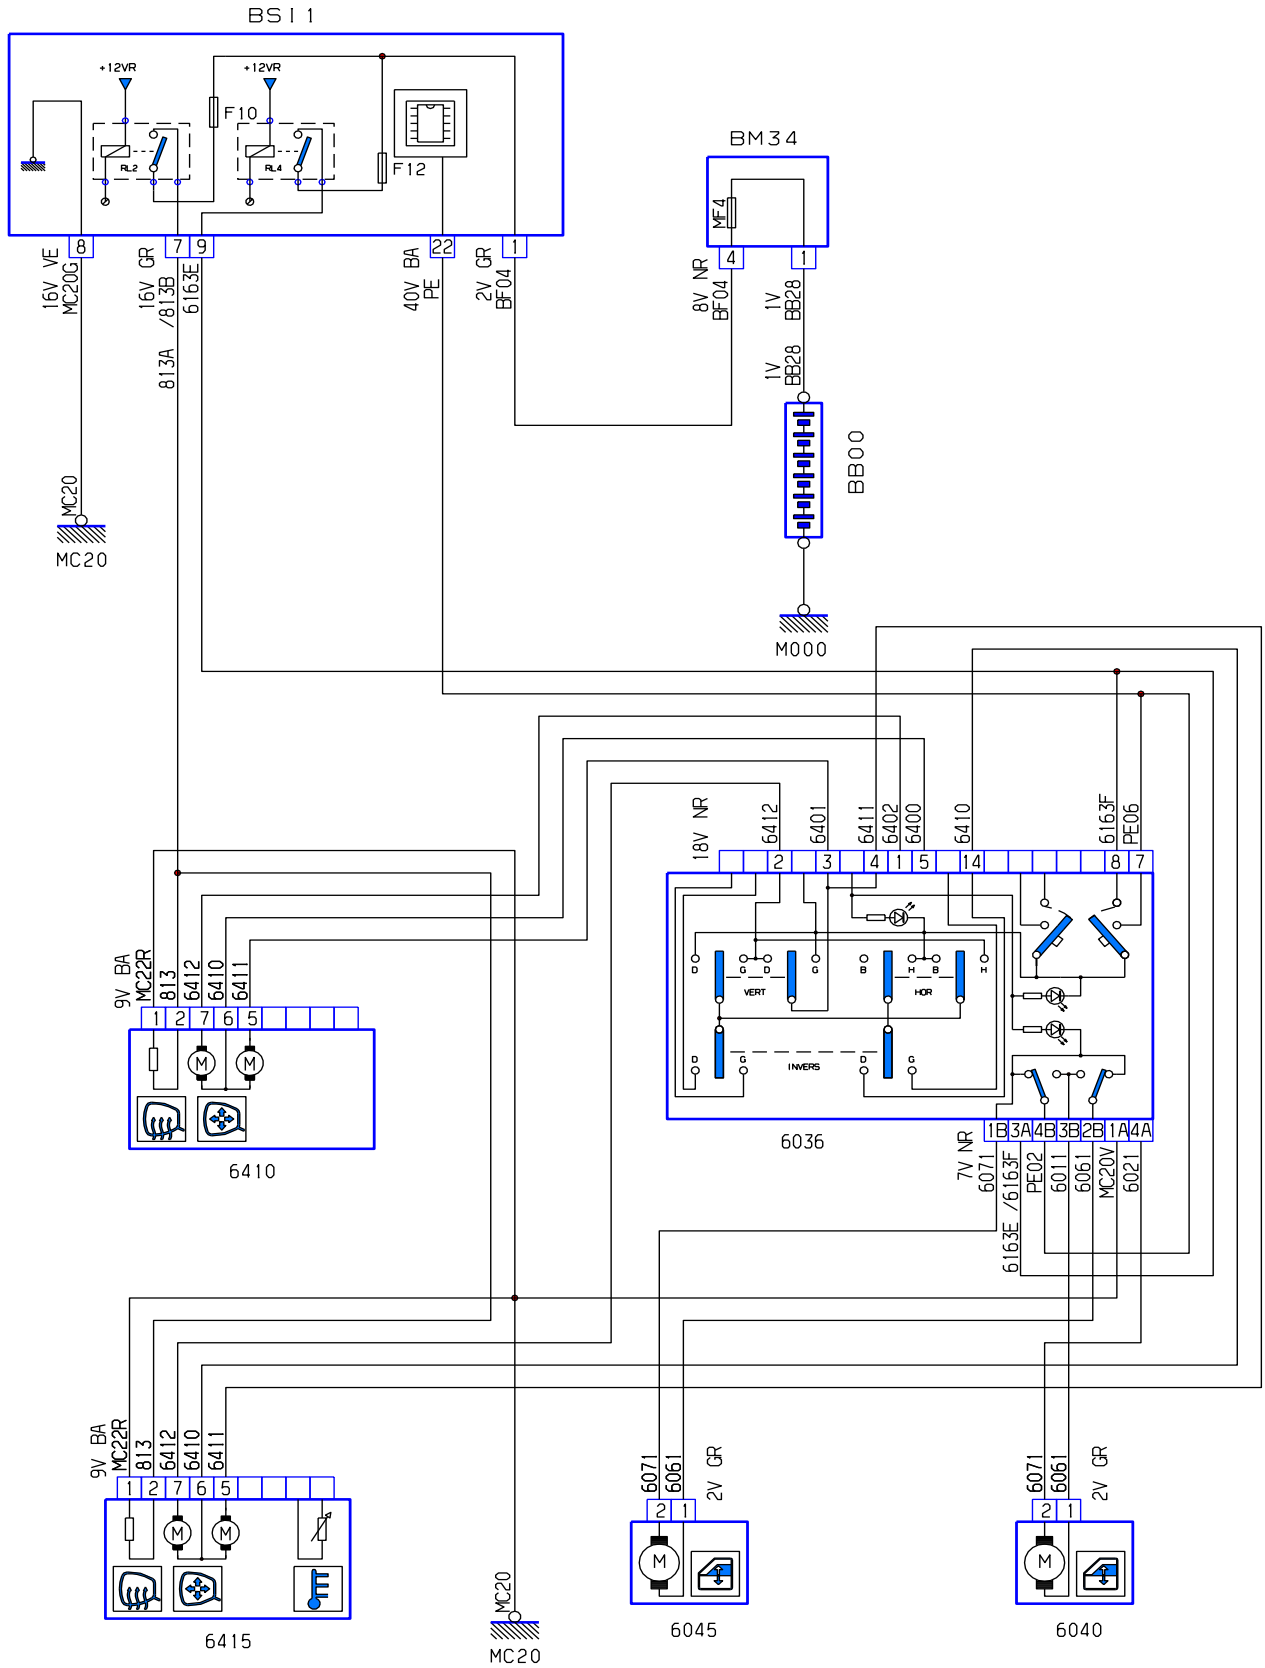 BSI 1
+12VR
+12VR
F10
F12
RL2
RL4
8
7
9
22
1
16V VE
MC20G
16V GR
/813B
813A
6163E
40V BA
PE
2V GR
BF04
BM34
MF4
4
1
8V NR
BF04
1V
BB28
1V
BB28
BB00
M000
MC20
MC20
18V NR
6412
6401
6411
6402
6400
6410
6163F
PE06
2
3
4
1
5
14
8
7
D
G
D
G
B
H
B
H
VERT
HOR
D
G
D
G
INVERS
1B
3A
4B
3B
2B
1A
4A
6036
7V NR
6071
6163E /6163F
PE02
6011
6061
MC20V
6021
9V BA
MC22R
813
6412
6410
6411
1
2
7
6
5
M
M
6410
9V BA
MC22R
813
6412
6410
6411
1
2
7
6
5
M
M
6415
MC20
MC20
6071
6061
2V GR
2
1
M
6045
6071
6061
2V GR
2
1
M
6040